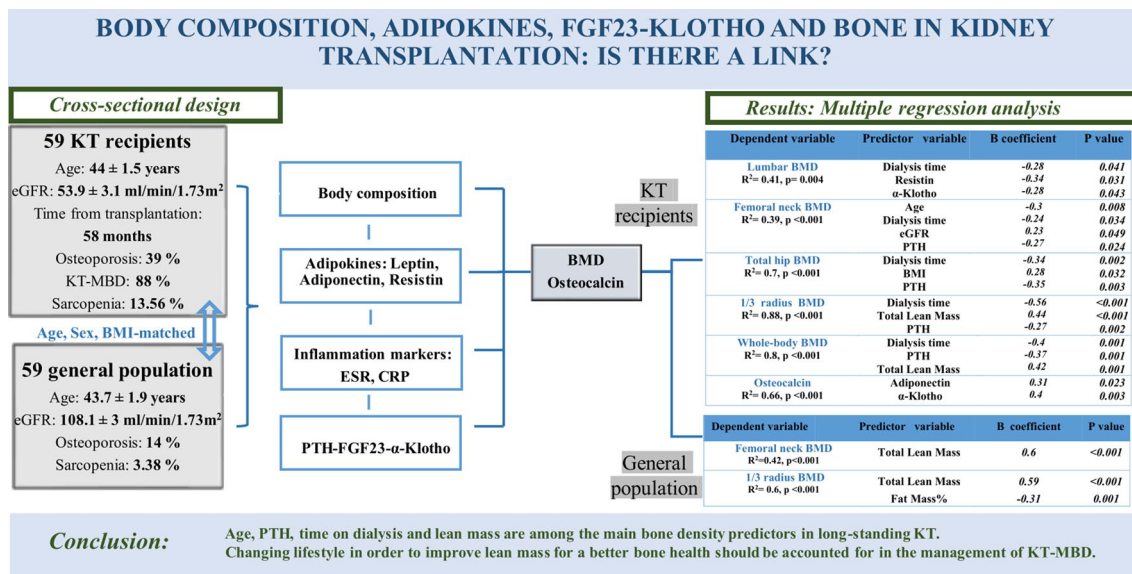 BODY COMPOSITION, ADIPOKINES, FGF23-KLOTHO AND BONE IN KIDNEY
TRANSPLANTATION: IS THERE A LINK?
Cross-sectional design
59 KT recipients
Age: 44 ± 1.5 years
eGFR: 53.9 ± 3.1 ml/min/1.73m²
Time from transplantation:
58 months
Osteoporosis: 39 %
KT-MBD: 88 %
Sarcopenia: 13.56 %
Age, Sex, BMI-matched
59 general population
Age: 43.7 ± 1.9 years
eGFR: 108.1 ± 3 ml/min/1.73m²
Osteoporosis: 14 %
Sarcopenia: 3.38 %
Body composition
Adipokines: Leptin,
Adiponectin, Resistin
Inflammation markers:
ESR, CRP
PTH-FGF23-α-Klotho
BMD
Osteocalcin
KT
recipients
General
population
Results: Multiple regression analysis
Dependent variable Predictor variable B coefficient P value
Lumbar BMD Dialysis time -0.28 0.041
R²= 0.41, p= 0.004 Resistin -0.34 0.031
α-Klotho -0.28 0.043
Femoral neck BMD Age -0.3 0.008
R²= 0.39, p <0.001 Dialysis time -0.24 0.034
eGFR 0.23 0.049
PTH -0.27 0.024
Total hip BMD Dialysis time -0.34 0.002
R²= 0.7, p <0.001 BMI 0.28 0.032
PTH -0.35 0.003
1/3 radius BMD Dialysis time -0.56 <0.001
R²= 0.88, p <0.001 Total Lean Mass 0.44 <0.001
PTH -0.27 0.002
Whole-body BMD Dialysis time -0.4 0.001
R²= 0.8, p <0.001 PTH -0.37 0.001
Total Lean Mass 0.42 0.001
Osteocalcin Adiponectin 0.31 0.023
R²= 0.66, p <0.001 α-Klotho 0.4 0.003
Dependent variable Predictor variable B coefficient P value
Femoral neck BMD Total Lean Mass 0.6 <0.001
R²=0.42, p<0.001
1/3 radius BMD Total Lean Mass 0.59 <0.001
R²= 0.6, p <0.001 Fat Mass% -0.31 0.001
Conclusion:
Age, PTH, time on dialysis and lean mass are among the main bone density predictors in long-standing KT.
Changing lifestyle in order to improve lean mass for a better bone health should be accounted for in the management of KT-MBD.